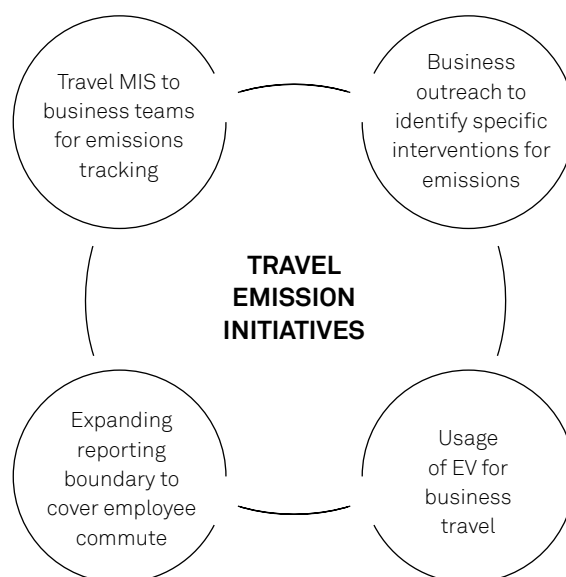 Travel MIS to
business teams
for emissions
tracking
Business
outreach to
identify specific
interventions for
emissions
TRAVEL
EMISSION
INITIATIVES
Expanding
reporting
boundary to
cover employee
commute
Usage
of EV for
business
travel